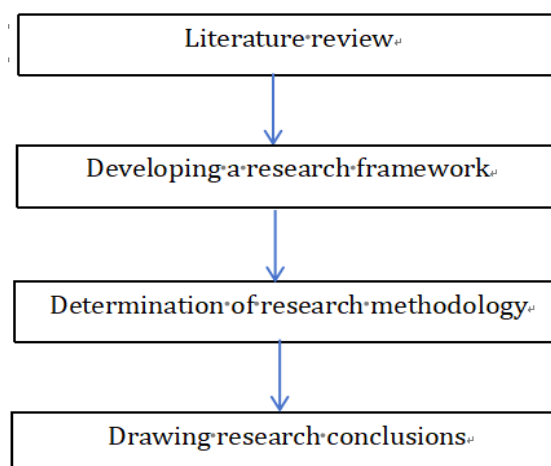 Literature review
Developing a research framework
Determination of research methodology
Drawing research conclusions